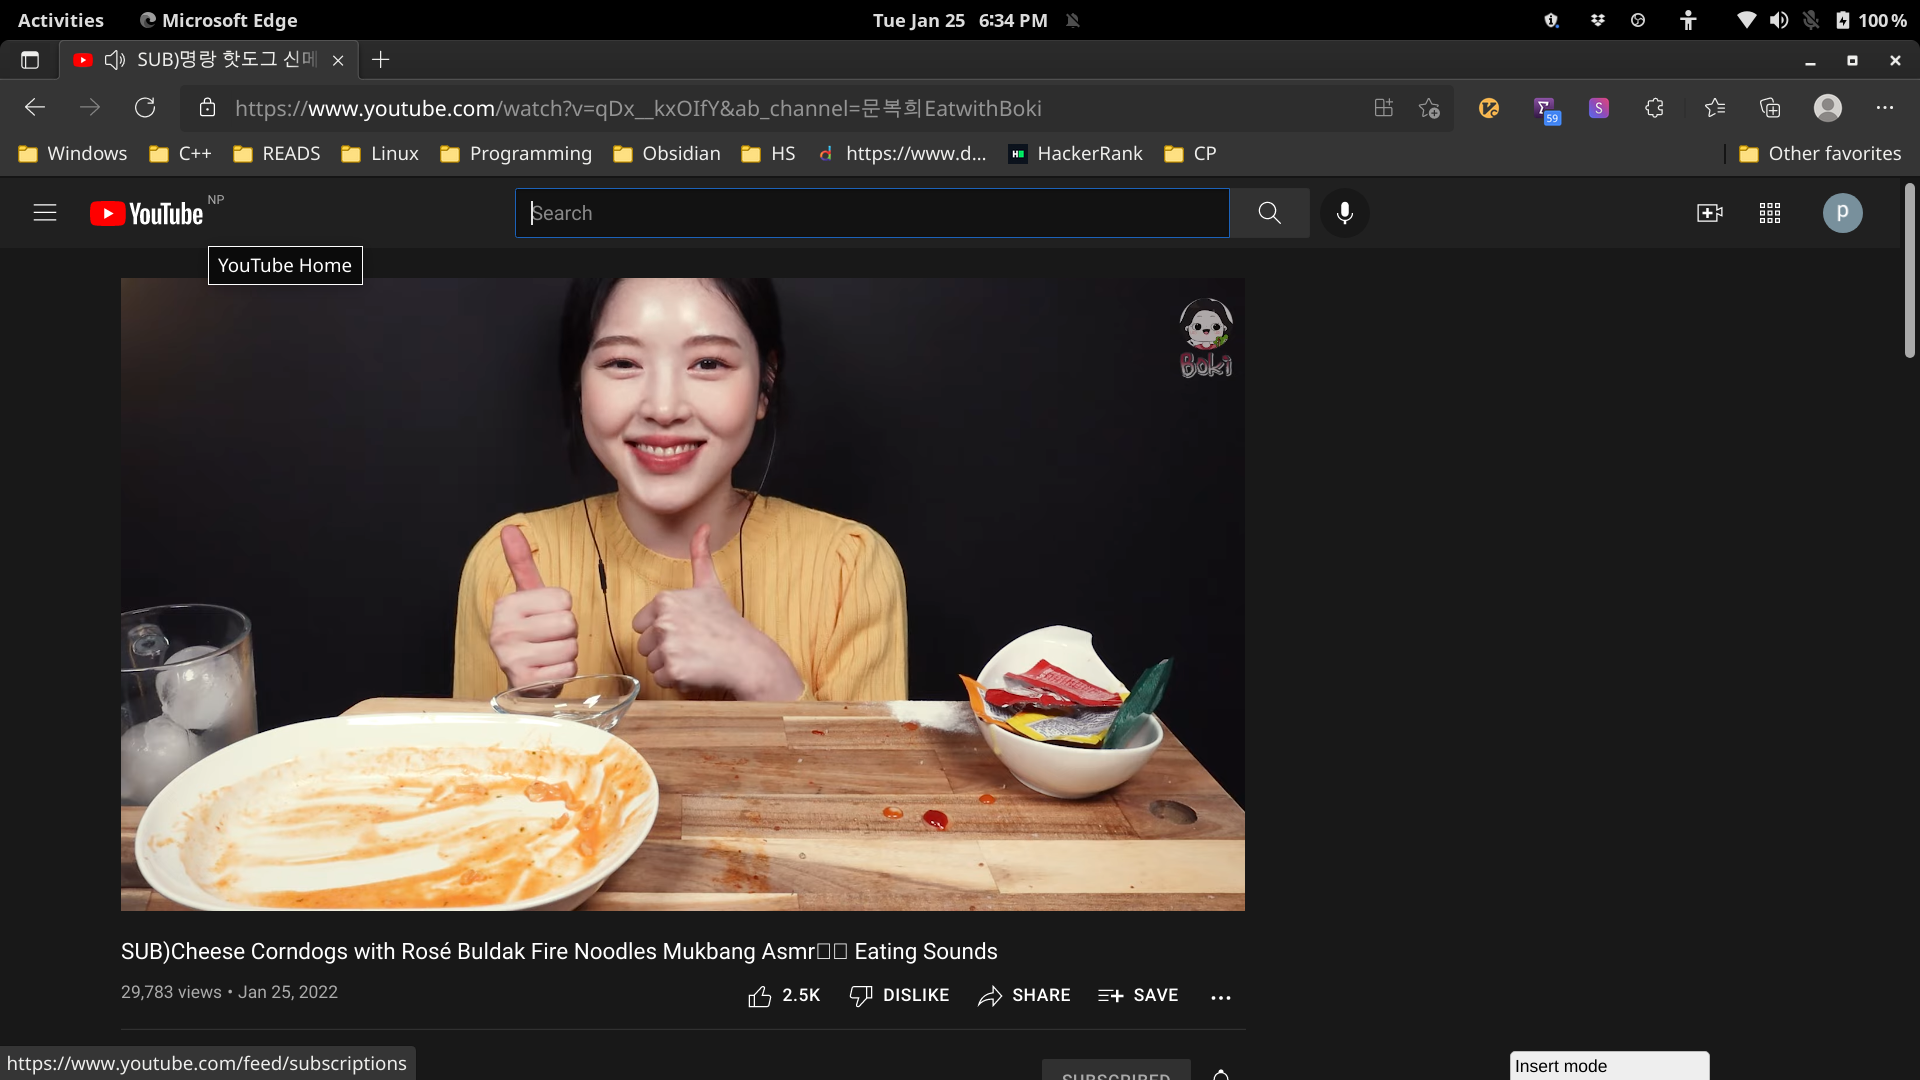 Activities Microsoft Edge Tue Jan 25 6:34 PM 100 %
SUB)명랑 핫도그 신메
https://www.youtube.com/watch?v=qDx__kxOIfY&ab_channel=문복희EatwithBoki
59
S
Windows C++ READS Linux Programming Obsidian HS https://www.d... HackerRank CP Other favorites
YouTube NP
Search
p
YouTube Home
Boki
SUB)Cheese Corndogs with Rosé Buldak Fire Noodles Mukbang Asmr Eating Sounds
29,783 views • Jan 25, 2022
2.5K DISLIKE SHARE SAVE
https://www.youtube.com/feed/subscriptions
SUBSCRIBED
Insert mode